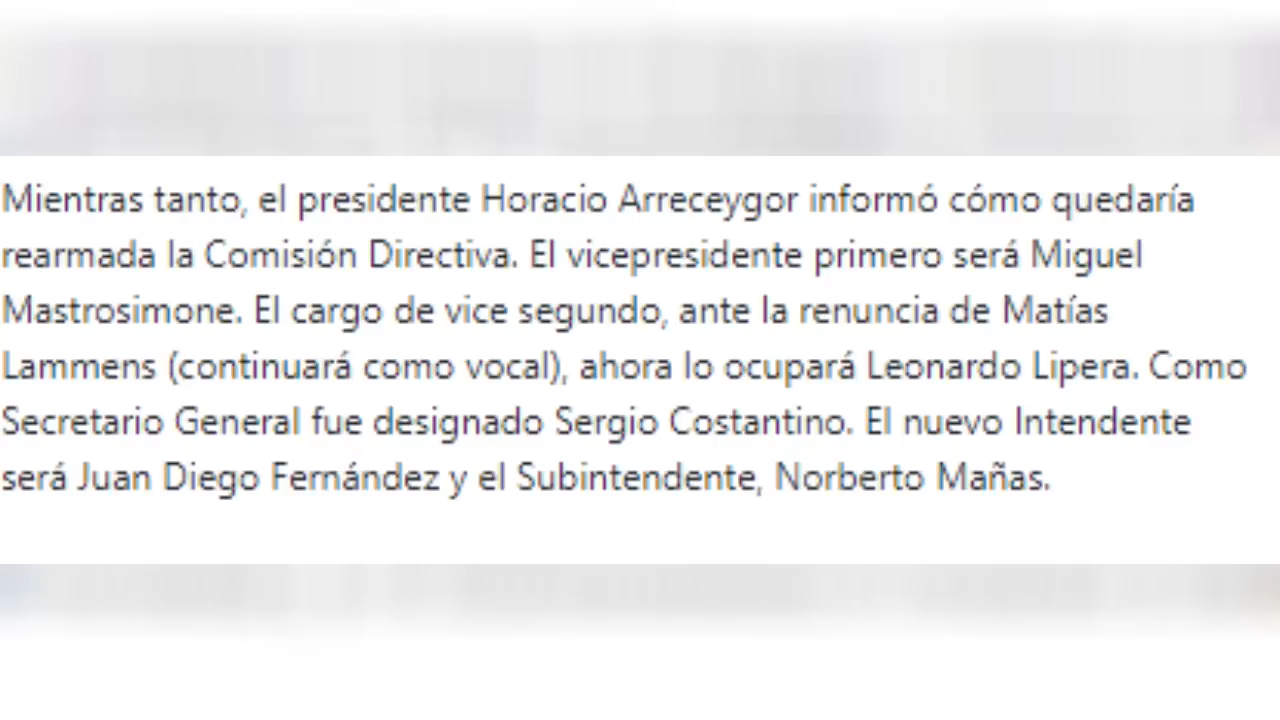 Mientras tanto, el presidente Horacio Arreceygor informó cómo quedaría
rearmada la Comisión Directiva. El vicepresidente primero será Miguel
Mastrosimone. El cargo de vice segundo, ante la renuncia de Matías
Lammens (continuará como vocal), ahora lo ocupará Leonardo Lipera. Como
Secretario General fue designado Sergio Costantino. El nuevo Intendente
será Juan Diego Fernández y el Subintendente, Norberto Mañas.